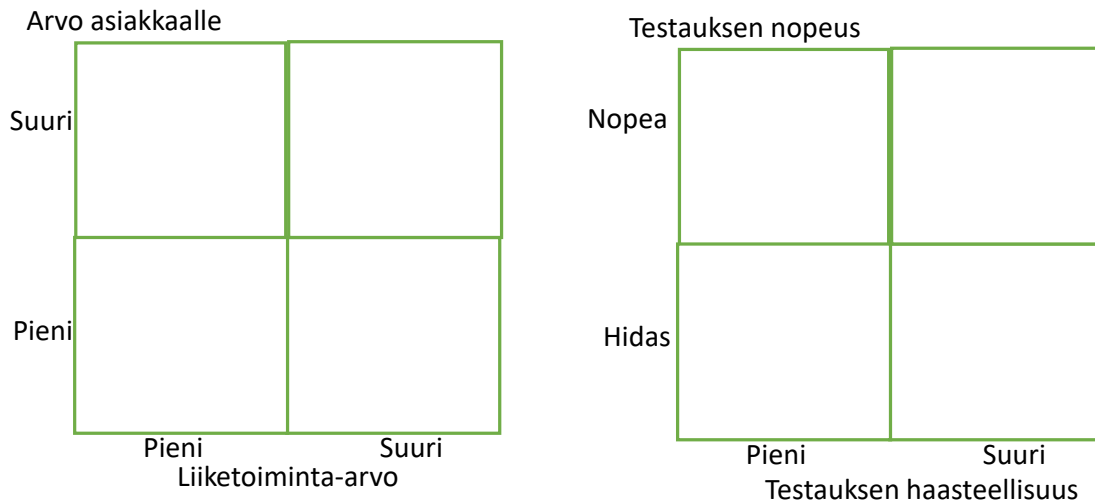 Arvo asiakkaalle
Suuri
Pieni
Pieni
Suuri
Liiketoiminta-arvo
Testauksen nopeus
Nopea
Hidas
Pieni
Suuri
Testauksen haasteellisuus